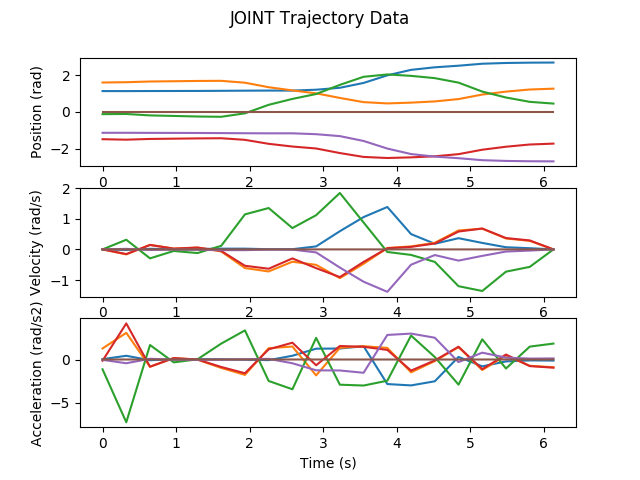 JOINT Trajectory Data
Position (rad)
2
0
−2
0 1 2 3 4 5 6
Velocity (rad/s)
2
1
0
−1
0 1 2 3 4 5 6
Acceleration (rad/s2)
0
−5
0 1 2 3 4 5 6
Time (s)